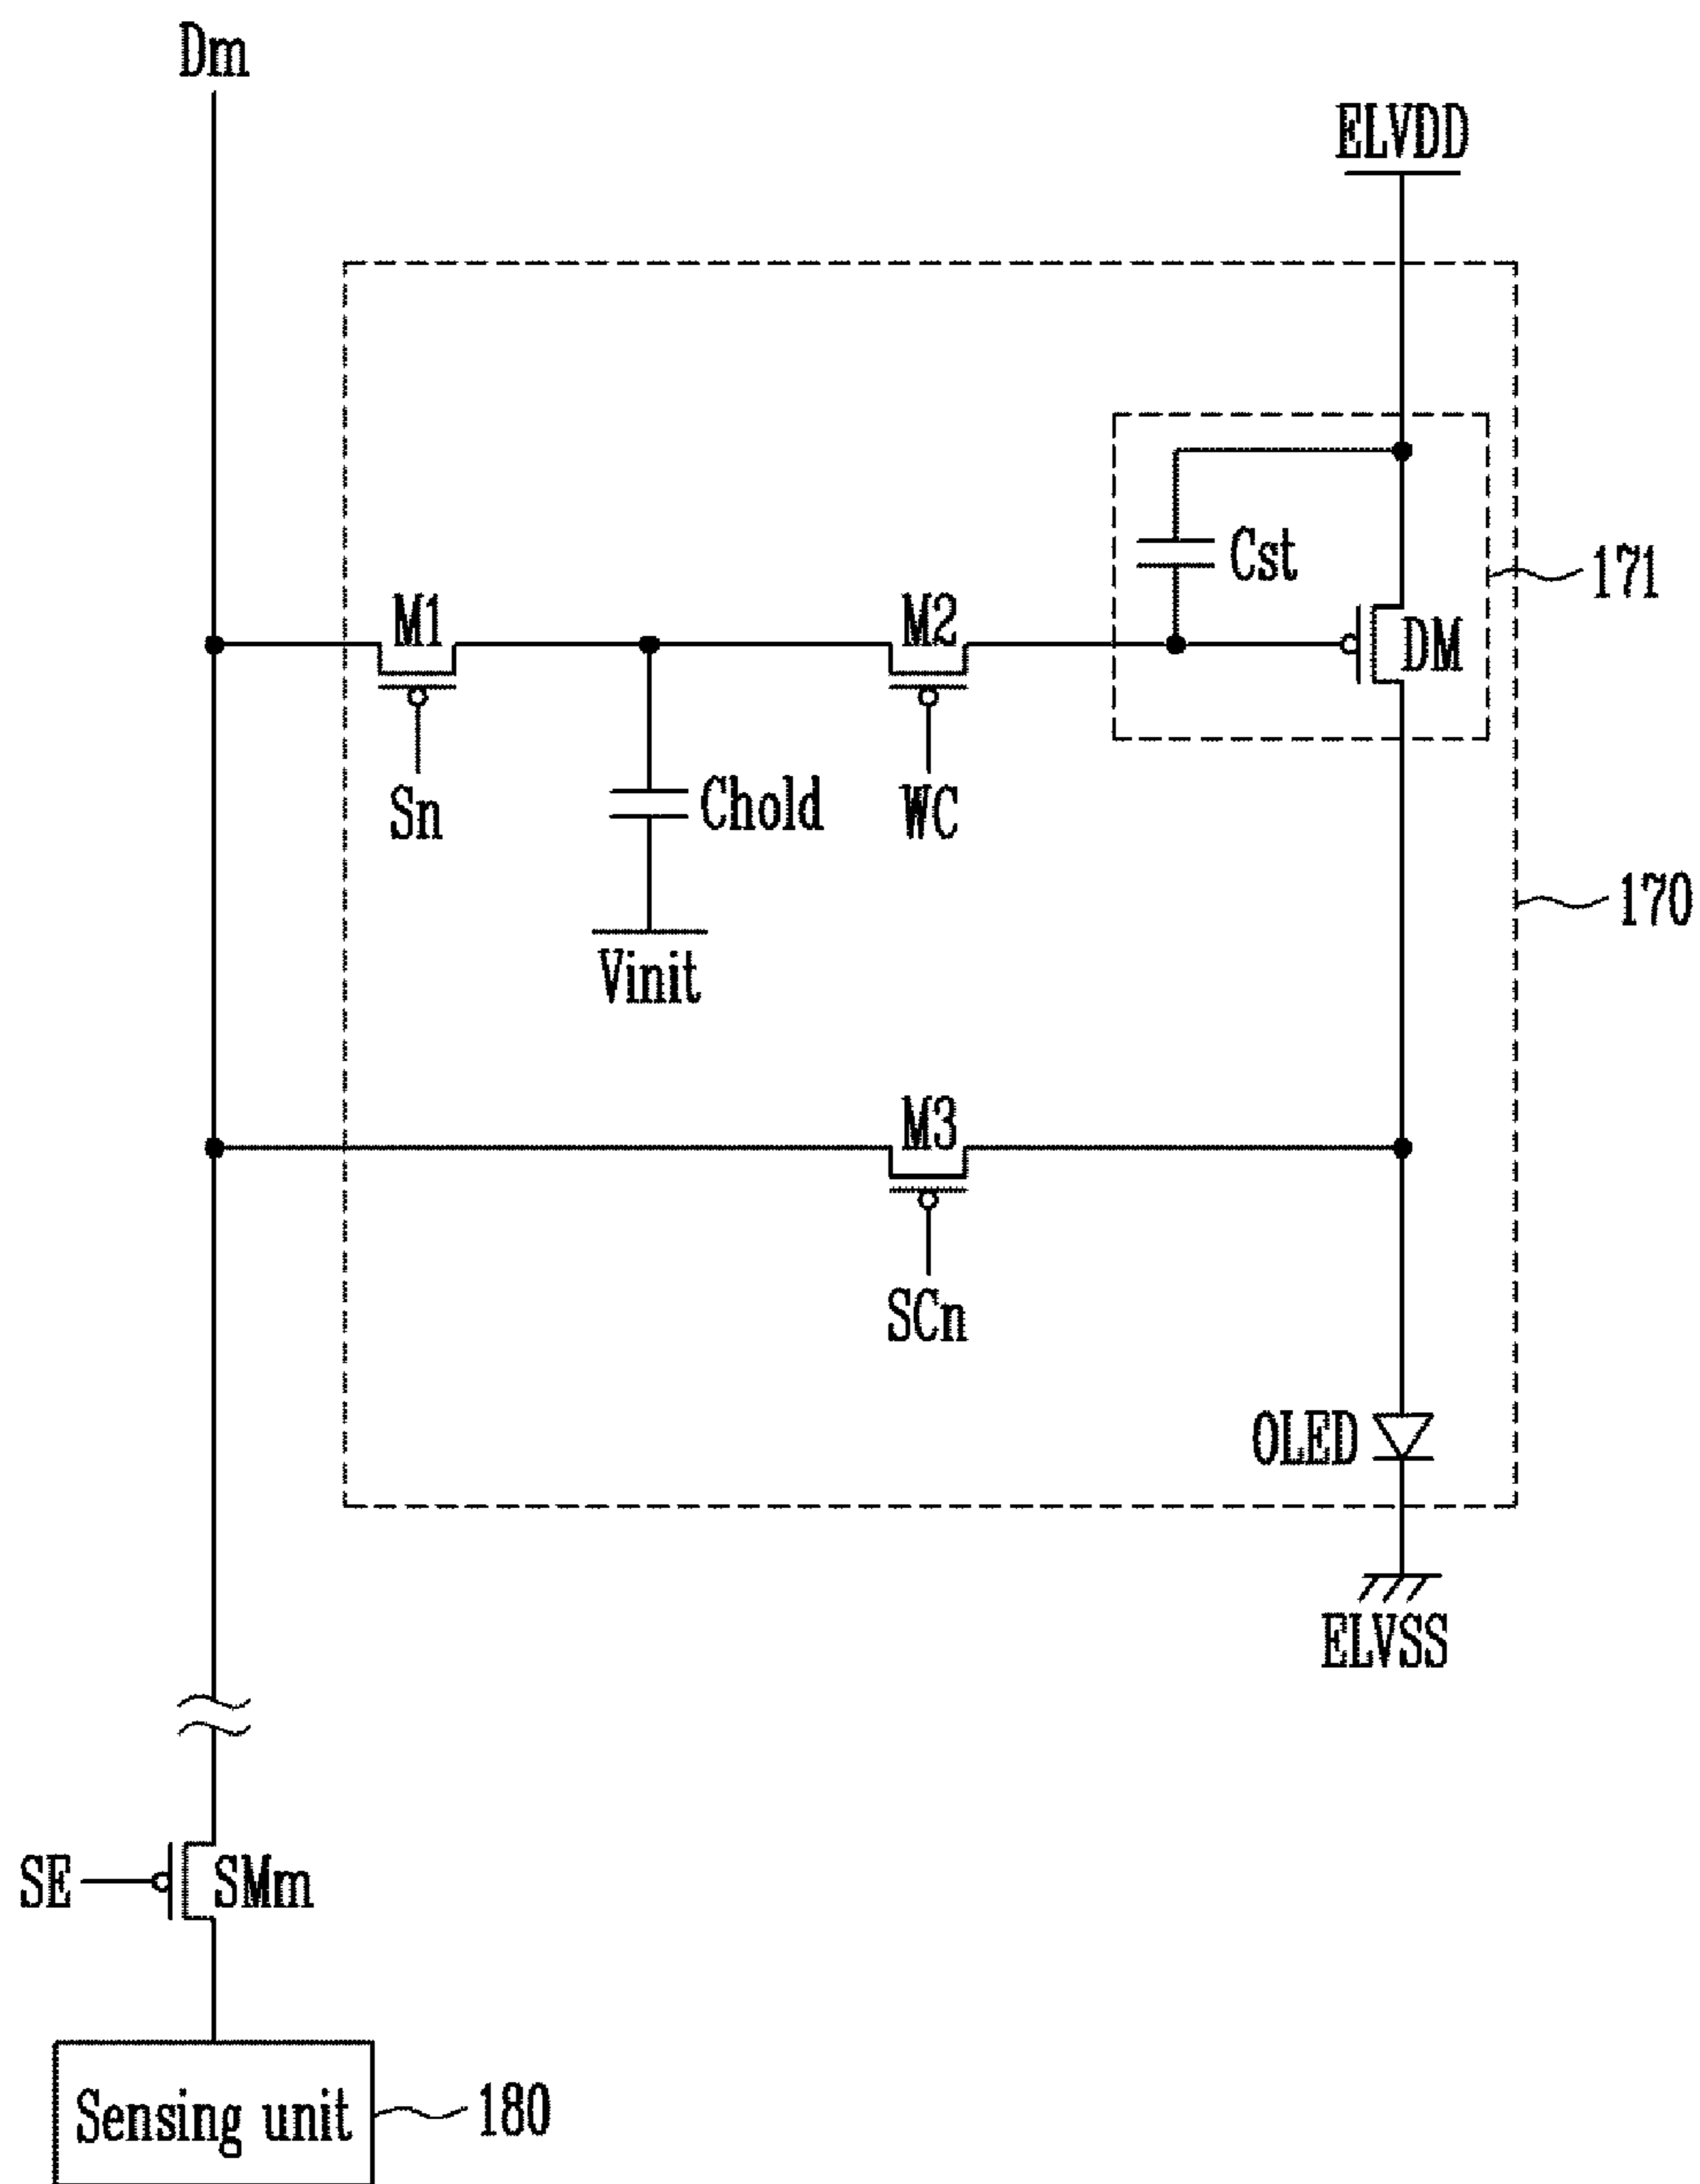 Dm
ELVDD
Cst
171
M1
M2
DM
Sn
Chold
WC
170
Vinit
M3
SCn
OLED
ELVSS
SE
SMm
Sensing unit
180